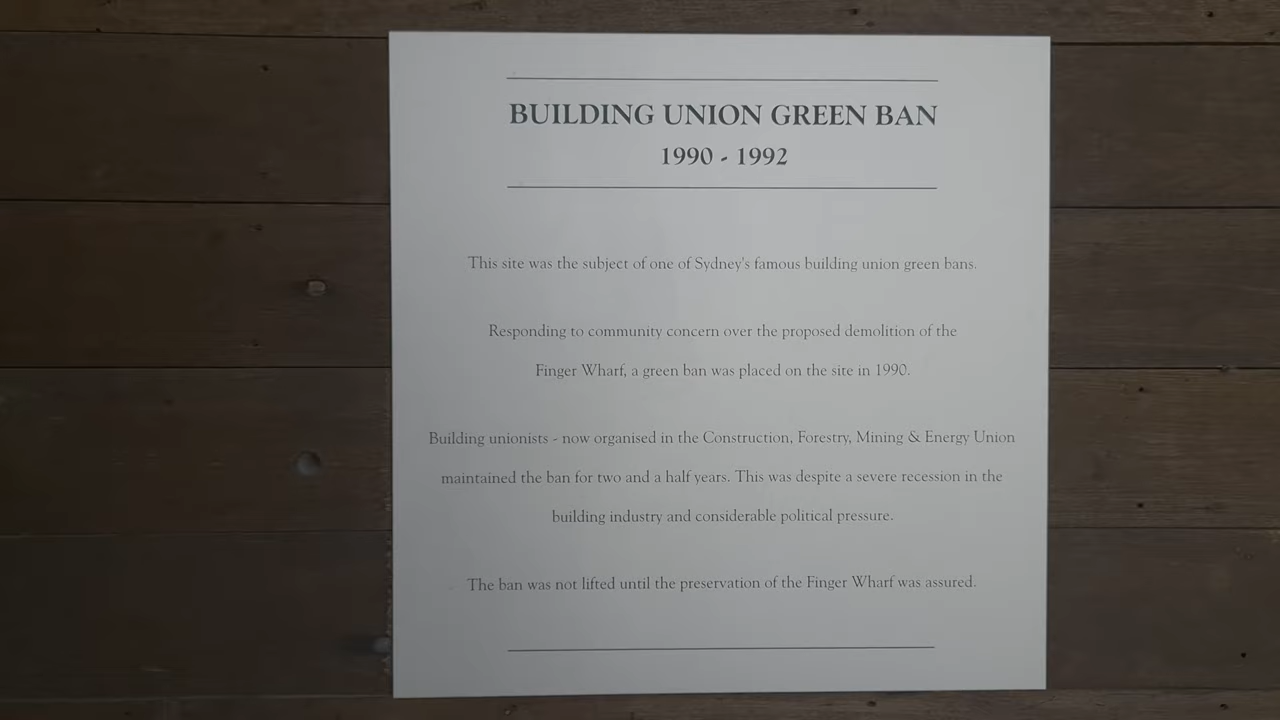 BUILDING UNION GREEN BAN
1990 - 1992
This site was the subject of one of Sydney's famous building union green bans.
Responding to community concern over the proposed demolition of the
Finger Wharf, a green ban was placed on the site in 1990.
Building unionists - now organised in the Construction, Forestry, Mining & Energy Union
maintained the ban for two and a half years. This was despite a severe recession in the
building industry and considerable political pressure.
The ban was not lifted until the preservation of the Finger Wharf was assured.